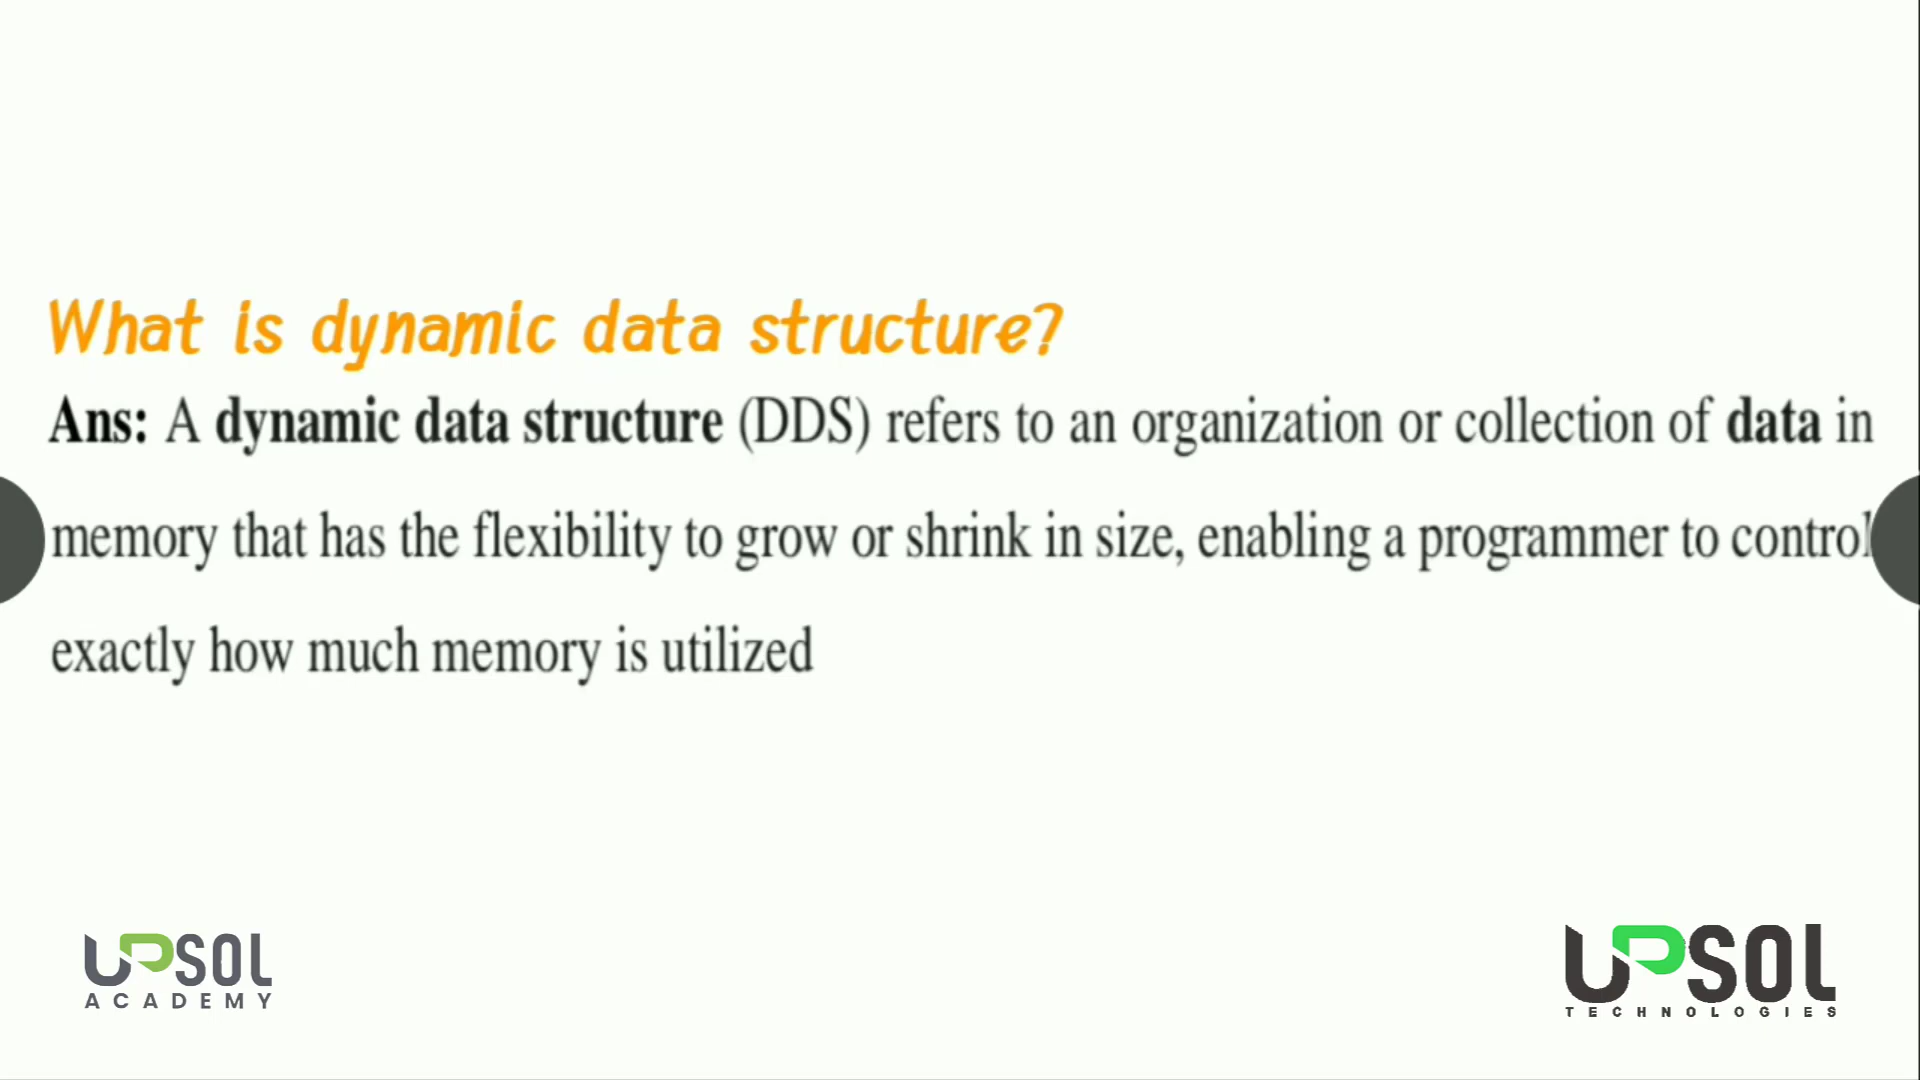 What is dynamic data structure?
Ans: A dynamic data structure (DDS) refers to an organization or collection of data in
memory that has the flexibility to grow or shrink in size, enabling a programmer to control
exactly how much memory is utilized
UPSOL
ACADEMY
UPSOL
TECHNOLOGIES